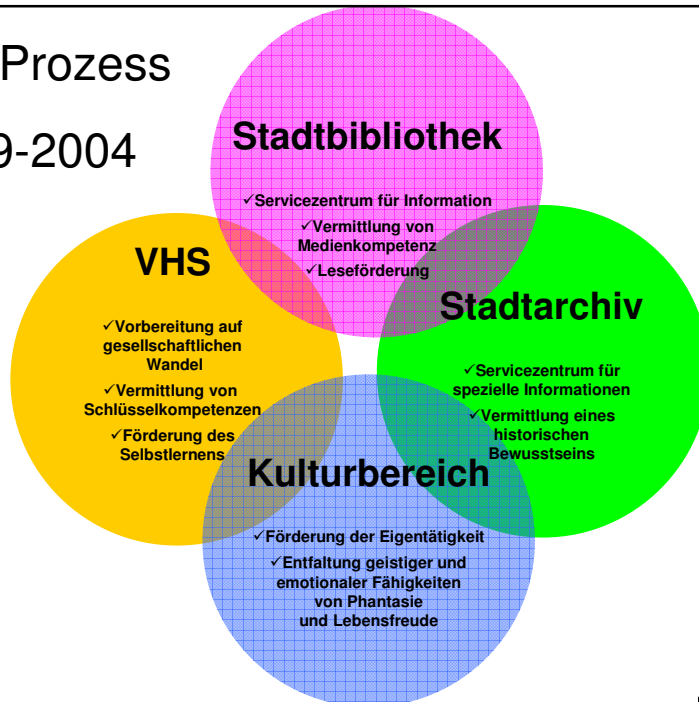 Prozess
9-2004
Stadtbibliothek
✓Servicezentrum für Information
✓Vermittlung von
Medienkompetenz
✓Leseförderung
VHS
✓Vorbereitung auf
gesellschaftlichen
Wandel
✓Vermittlung von
Schlüsselkompetenzen
✓Förderung des
Selbstlernens
Stadtarchiv
✓Servicezentrum für
spezielle Informationen
✓Vermittlung eines
historischen
Bewusstseins
Kulturbereich
✓Förderung der Eigentätigkeit
✓Entfaltung geistiger und
emotionaler Fähigkeiten
von Phantasie
und Lebensfreude